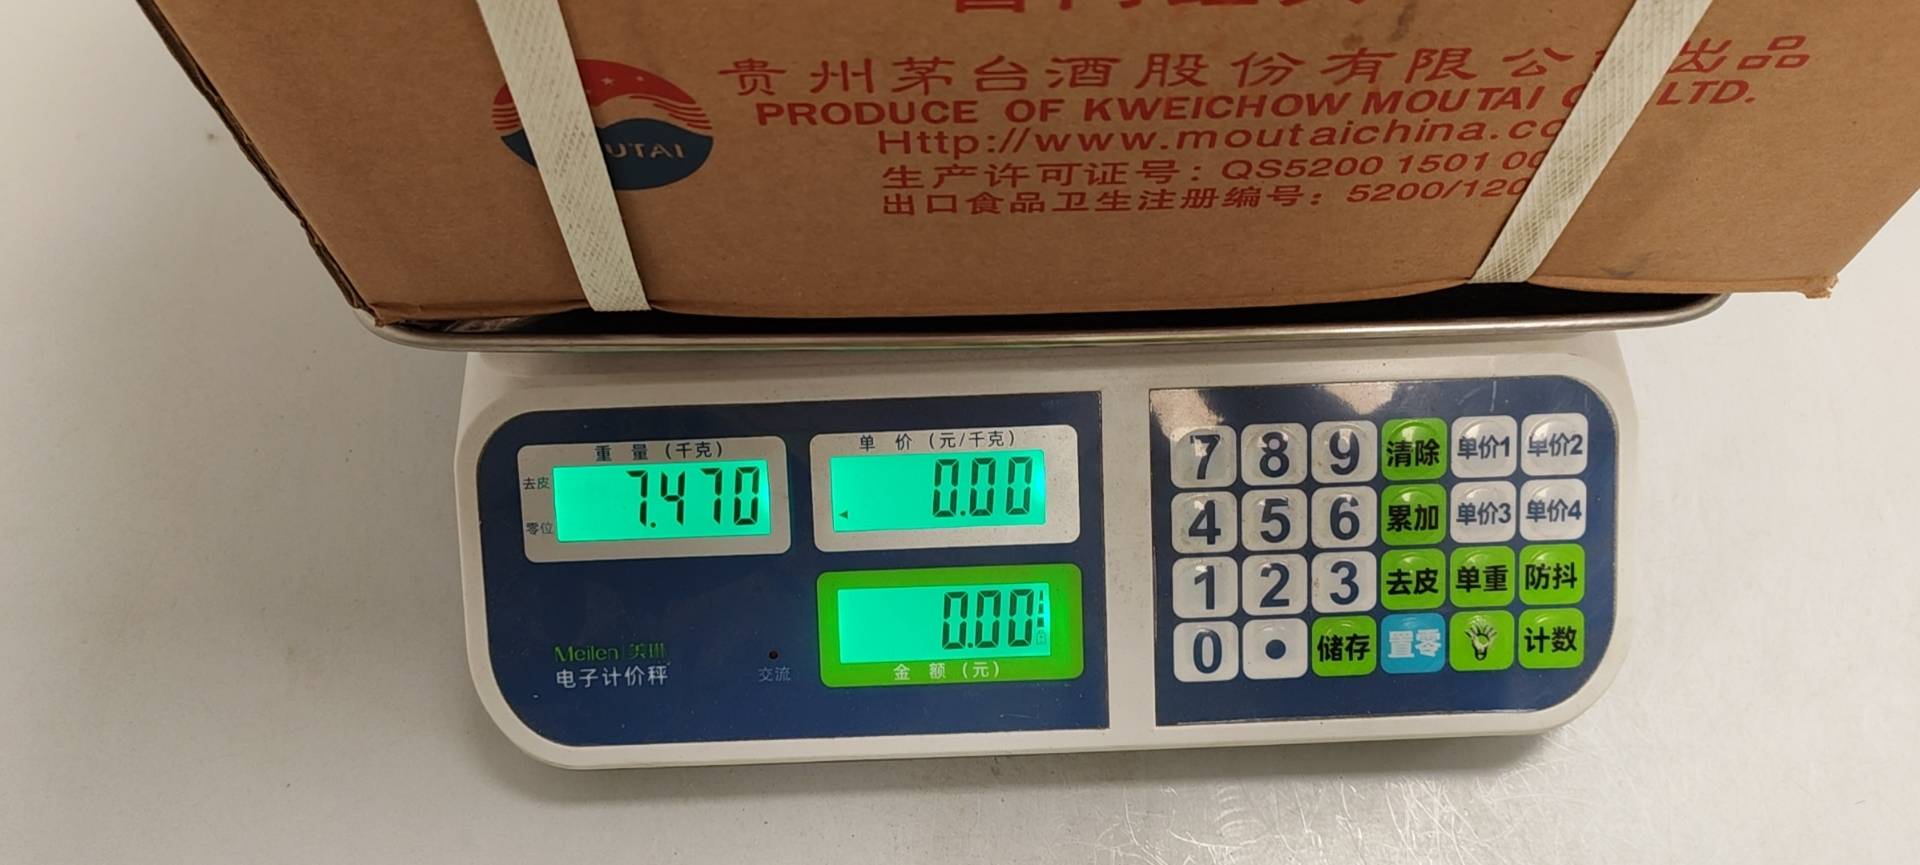 贵州茅台酒股份有限公 出品
PRODUCE OF KWEICHOW MOUTAI LTD.
UTAI
Http://www.moutaichina.co
生产许可证号：QS5200 1501 00
出口食品卫生注册编号：5200/120
重 量 (千克)
去皮
7.470
零位
单 价 (元/千克)
0.00
0.00
金 额 (元)
Meilen 美琳
电子计价秤
交流
7 8 9 清除 单价1 单价2
4 5 6 累加 单价3 单价4
1 2 3 去皮 单重 防抖
0 • 储存 置零 计数